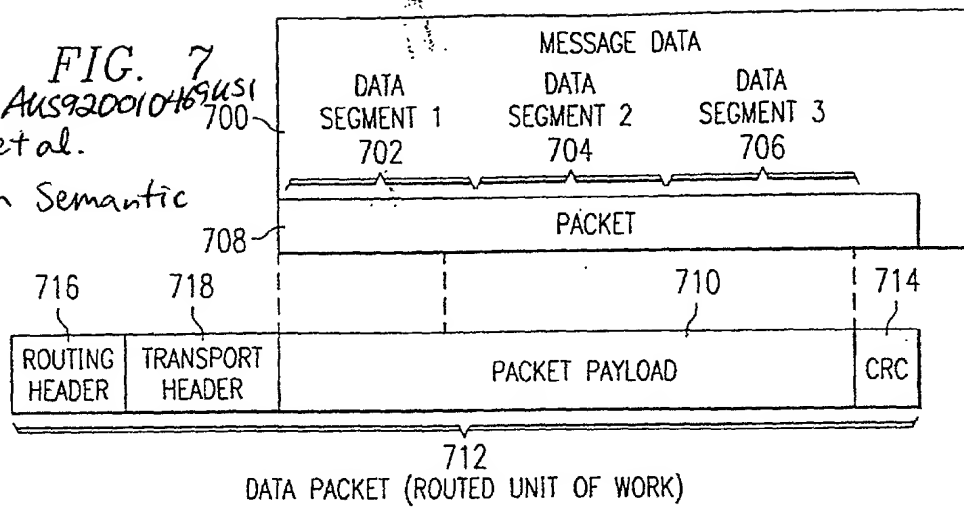 FIG. 7
AUS920010469US1
et al.
n Semantic
MESSAGE DATA
700
DATA SEGMENT 1
702
DATA SEGMENT 2
704
DATA SEGMENT 3
706
708
PACKET
716
718
710
714
ROUTING HEADER
TRANSPORT HEADER
PACKET PAYLOAD
CRC
712
DATA PACKET (ROUTED UNIT OF WORK)